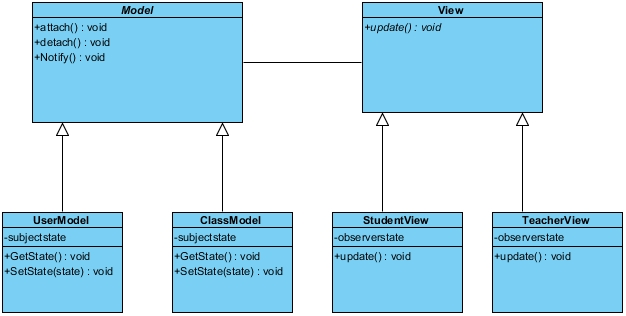 Model
+attach() : void
+detach() : void
+Notify() : void
View
+update() : void
UserModel
-subjectstate
+GetState() : void
+SetState(state) : void
ClassModel
-subjectstate
+GetState() : void
+SetState(state) : void
StudentView
-observerstate
+update() : void
TeacherView
-observerstate
+update() : void